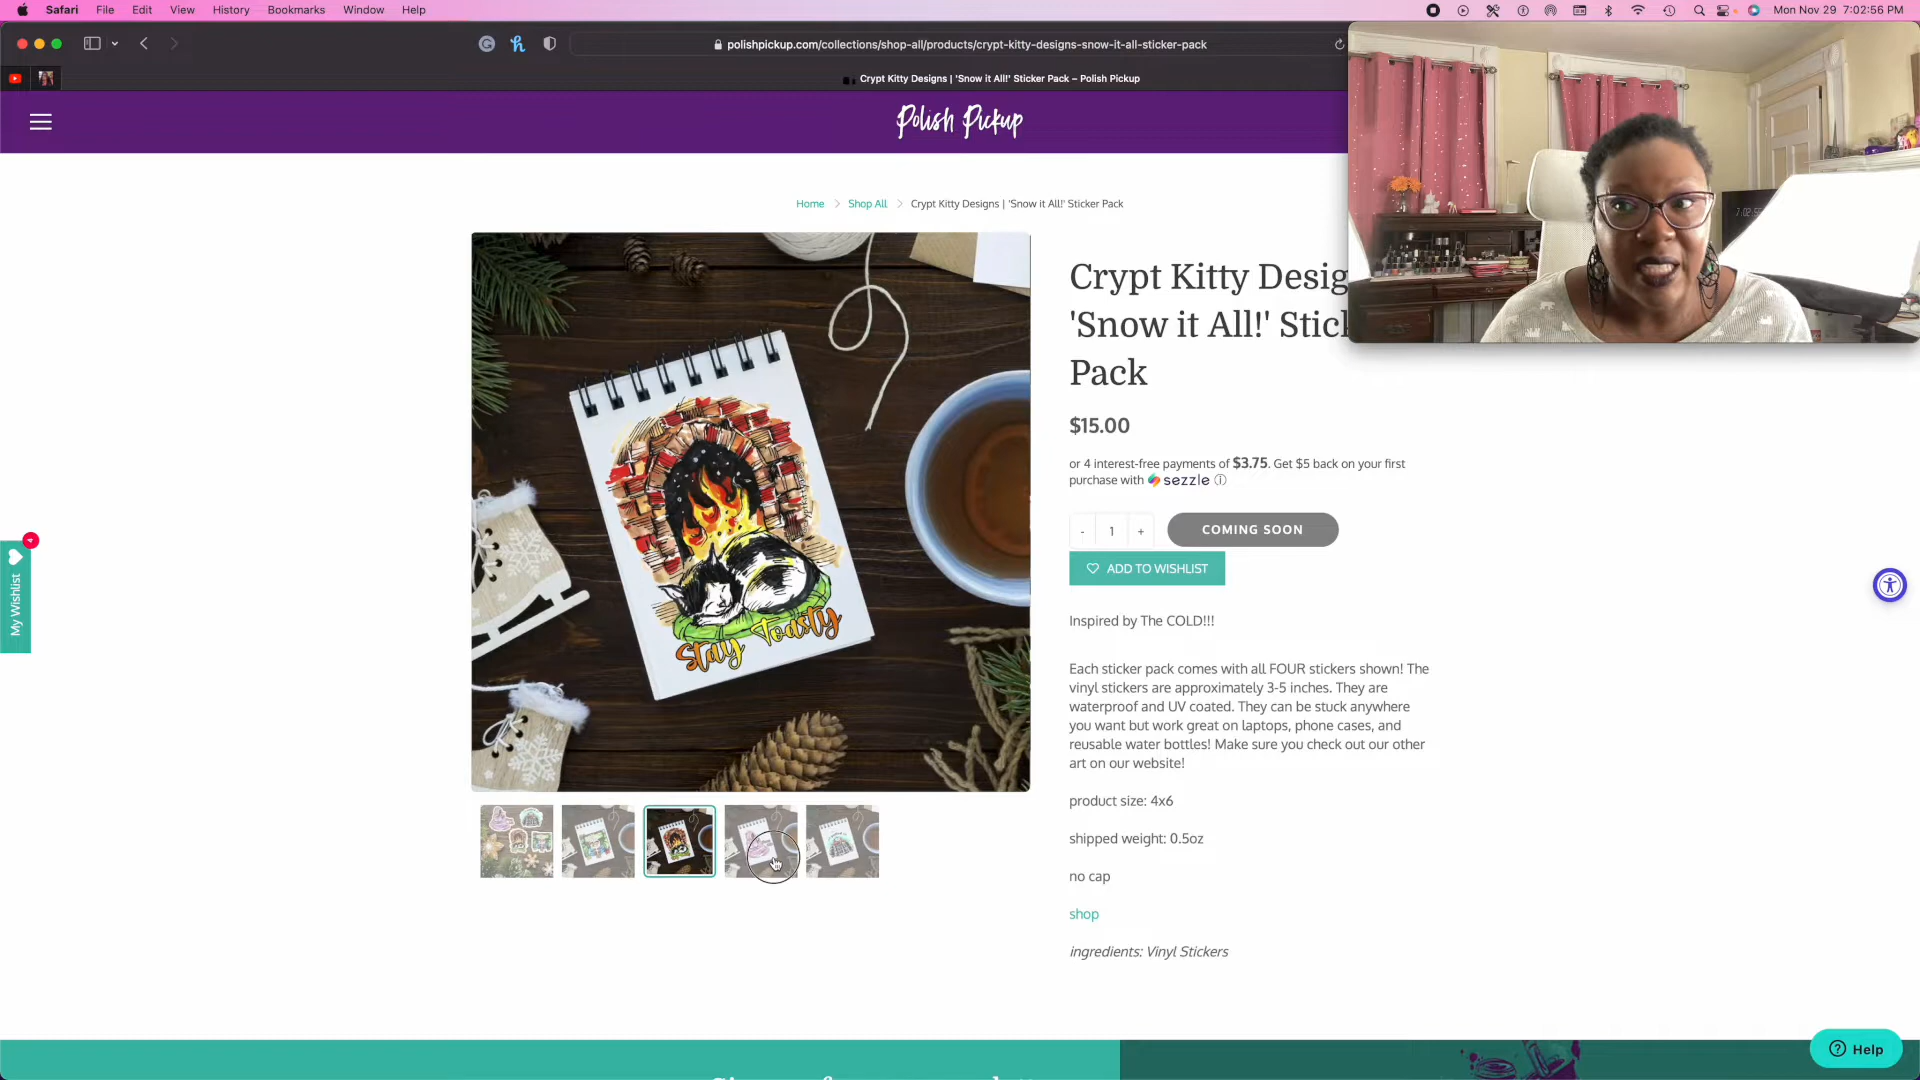 Safari File Edit View History Bookmarks Window Help Mon Nov 29 7:02:56 PM
polishpickup.com/collections/shop-all/products/crypt-kitty-designs-snow-it-all-sticker-pack
Crypt Kitty Designs | 'Snow it All!' Sticker Pack – Polish Pickup
Polish Pickup
Home > Shop All > Crypt Kitty Designs | 'Snow it All!' Sticker Pack
Crypt Kitty Desig
'Snow it All!' Stick
Pack
$15.00
or 4 interest-free payments of $3.75. Get $5 back on your first
purchase with sezzle
- 1 + COMING SOON
ADD TO WISHLIST
My Wishlist
Stay Toasty
Inspired by The COLD!!!
Each sticker pack comes with all FOUR stickers shown! The
vinyl stickers are approximately 3-5 inches. They are
waterproof and UV coated. They can be stuck anywhere
you want but work great on laptops, phone cases, and
reusable water bottles! Make sure you check out our other
art on our website!
product size: 4x6
shipped weight: 0.5oz
no cap
shop
ingredients: Vinyl Stickers
Help